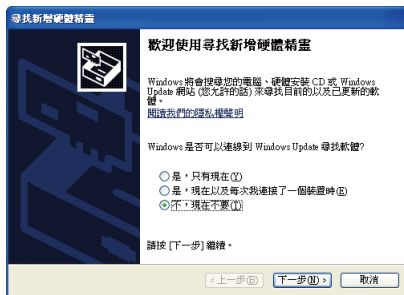 尋找新增硬體精靈
歡迎使用尋找新增硬體精靈
Windows 將會搜尋您的電腦、硬體安裝 CD 或 Windows
Update 網站 (您允許的話) 來尋找目前的以及已更新的軟
體。
閱讀我們的隱私權聲明
Windows 是否可以連線到 Windows Update 尋找軟體?
是，只有現在(Y)
是，現在以及每次我連接了一個裝置時(E)
不，現在不要(T)
請按 [下一步] 繼續。
<上一步(B) 下一步(N)> 取消